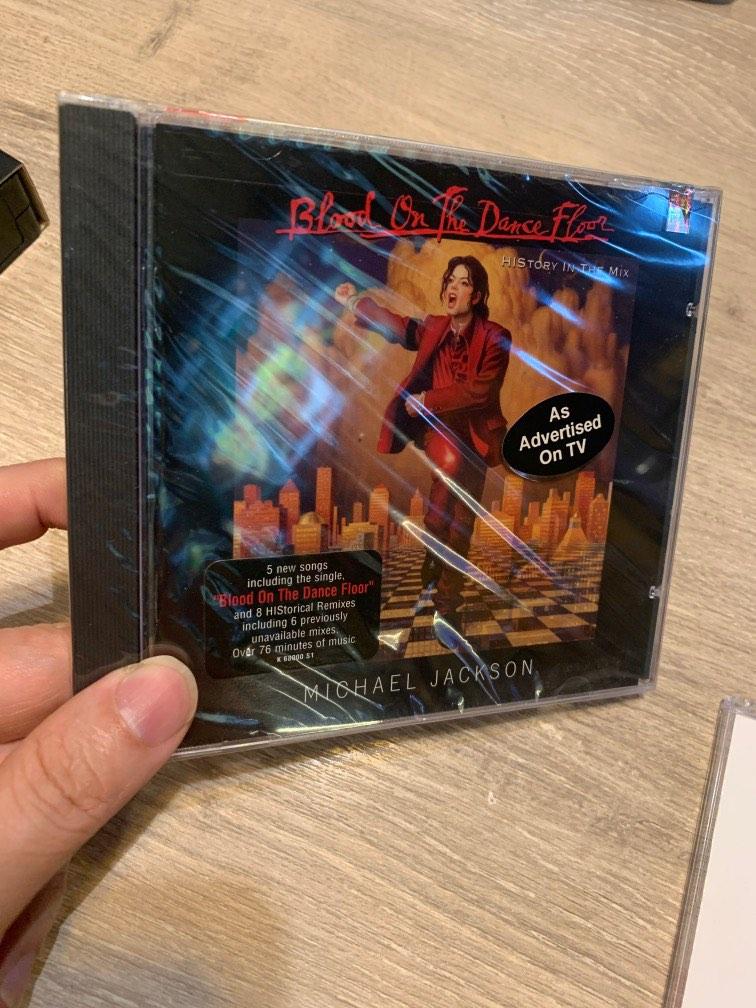 Blood On The Dance Floor
HIStory In The Mix
As
Advertised
On TV
5 new songs
including the single,
"Blood On The Dance Floor"
and 8 HIStorical Remixes
including 6 previously
unavailable mixes.
Over 76 minutes of music
MICHAEL JACKSON